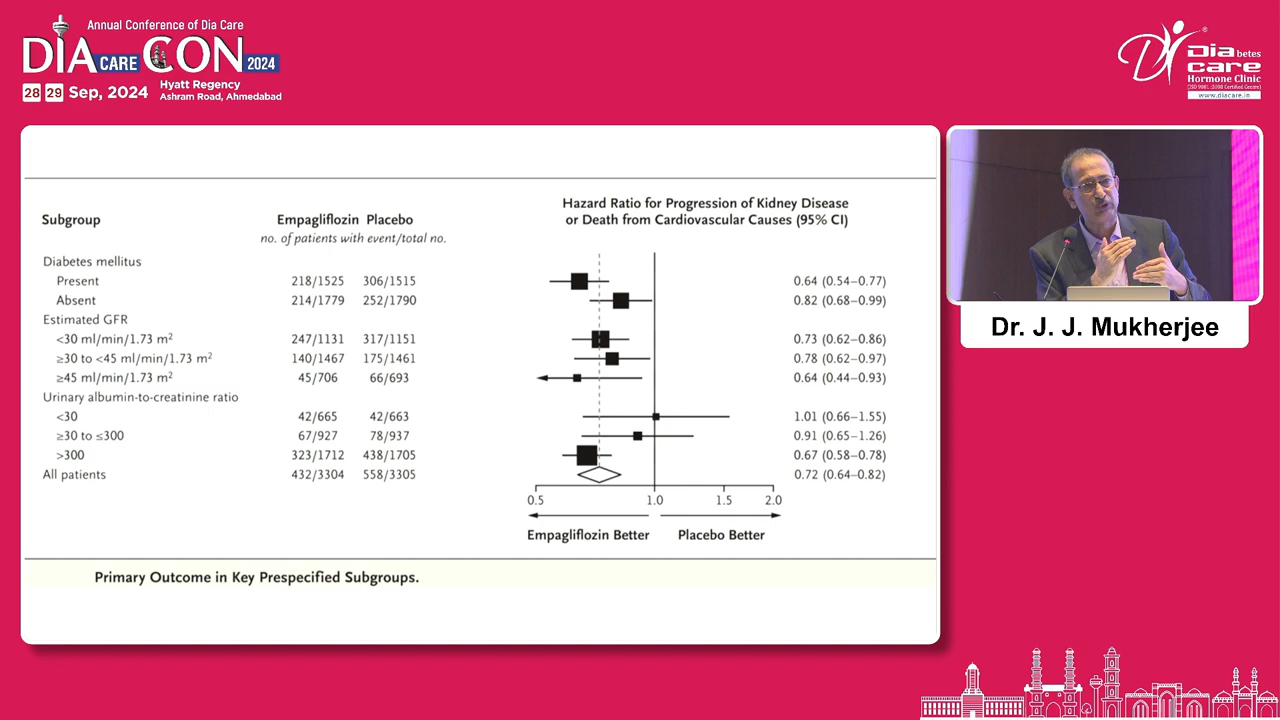 Annual Conference of Dia Care
DIA CARE CON 2024
28 29 Sep, 2024
Hyatt Regency
Ashram Road, Ahmedabad
Diabetes
care
Hormone Clinic
www.diacare.in
Dr. J. J. Mukherjee
Hazard Ratio for Progression of Kidney Disease
or Death from Cardiovascular Causes (95% CI)
Subgroup Empagliflozin Placebo
no. of patients with event/total no.
Diabetes mellitus
Present 218/1525 306/1515 0.64 (0.54–0.77)
Absent 214/1779 252/1790 0.82 (0.68–0.99)
Estimated GFR
<30 ml/min/1.73 m² 247/1131 317/1151 0.73 (0.62–0.86)
≥30 to <45 ml/min/1.73 m² 140/1467 175/1461 0.78 (0.62–0.97)
≥45 ml/min/1.73 m² 45/706 66/693 0.64 (0.44–0.93)
Urinary albumin-to-creatinine ratio
<30 42/665 42/663 1.01 (0.66–1.55)
≥30 to ≤300 67/927 78/937 0.91 (0.65–1.26)
>300 323/1712 438/1705 0.67 (0.58–0.78)
All patients 432/3304 558/3305 0.72 (0.64–0.82)
0.5 1.0 1.5 2.0
Empagliflozin Better Placebo Better
Primary Outcome in Key Prespecified Subgroups.